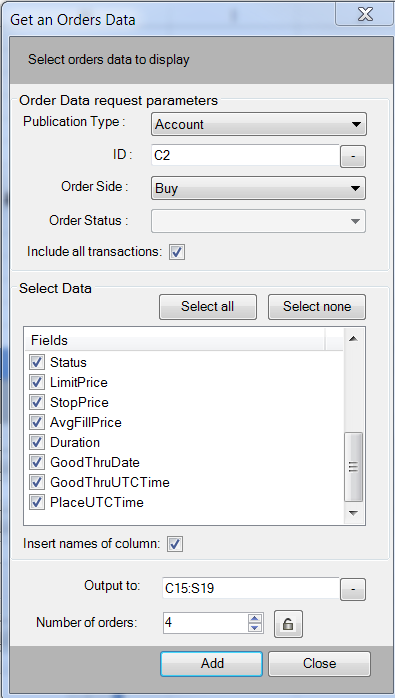 Get an Orders Data
Select orders data to display
Order Data request parameters
Publication Type :
Account
ID :
C2
-
Order Side :
Buy
Order Status :
Include all transactions:
Select Data
Select all
Select none
Fields
Status
LimitPrice
StopPrice
AvgFillPrice
Duration
GoodThruDate
GoodThruUTCTime
PlaceUTCTime
Insert names of column:
Output to:
C15:S19
-
Number of orders:
4
Add
Close